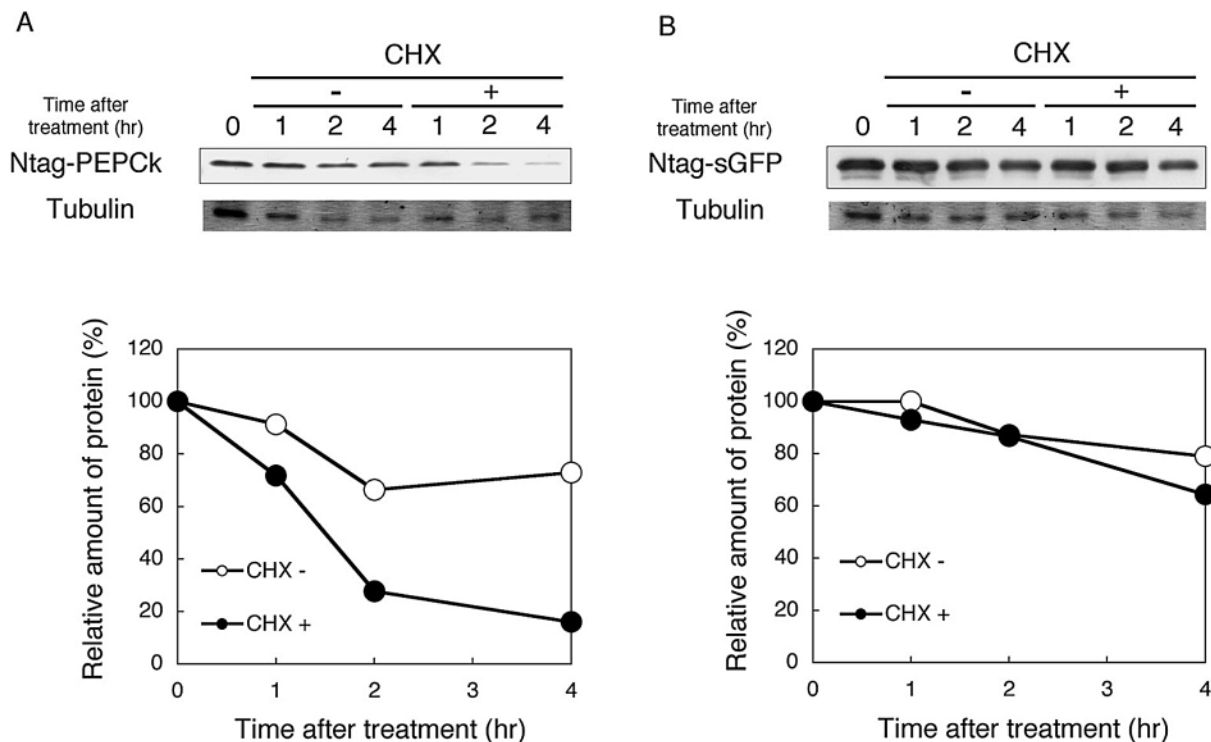 A
CHX
- +
Time after
treatment (hr) 0 1 2 4 1 2 4
Ntag-PEPCk
Tubulin
Relative amount of protein (%)
120
100
80
60
40
20
0
CHX -
CHX +
0 1 2 3 4
Time after treatment (hr)
B
CHX
- +
Time after
treatment (hr) 0 1 2 4 1 2 4
Ntag-sGFP
Tubulin
Relative amount of protein (%)
120
100
80
60
40
20
0
CHX -
CHX +
0 1 2 3 4
Time after treatment (hr)